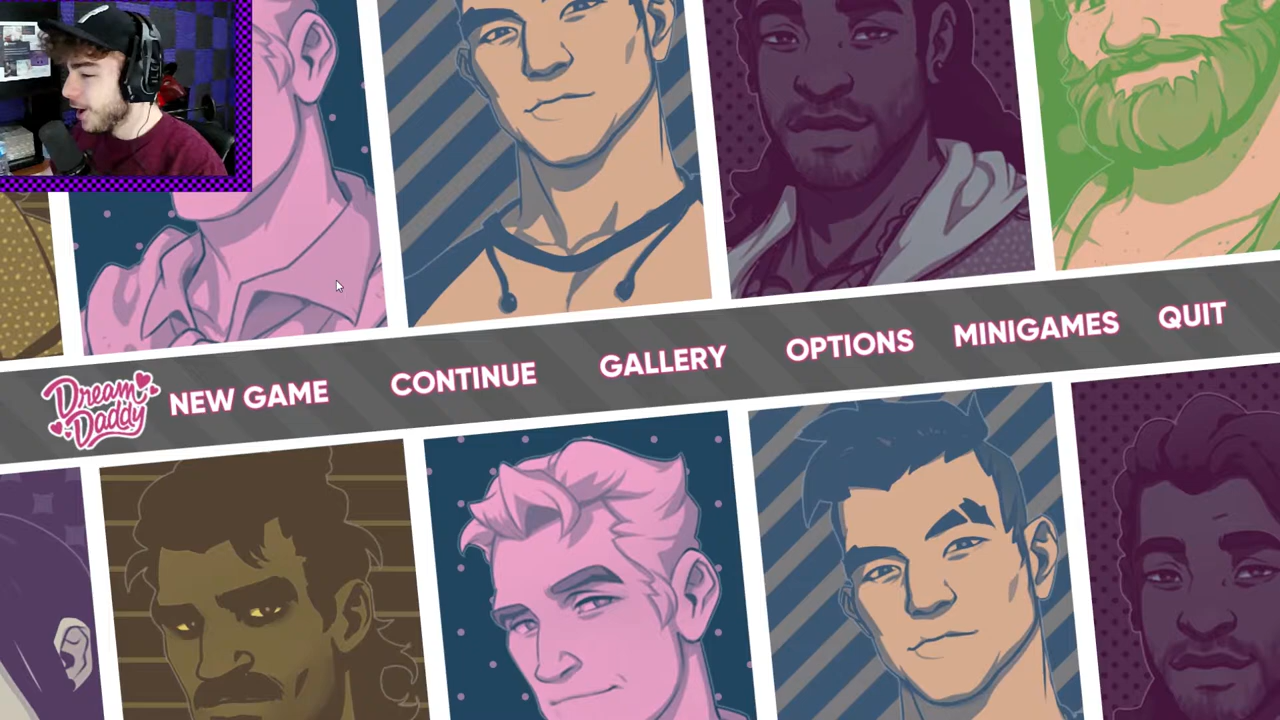 Dream
Daddy
NEW GAME
CONTINUE
GALLERY
OPTIONS
MINIGAMES
QUIT